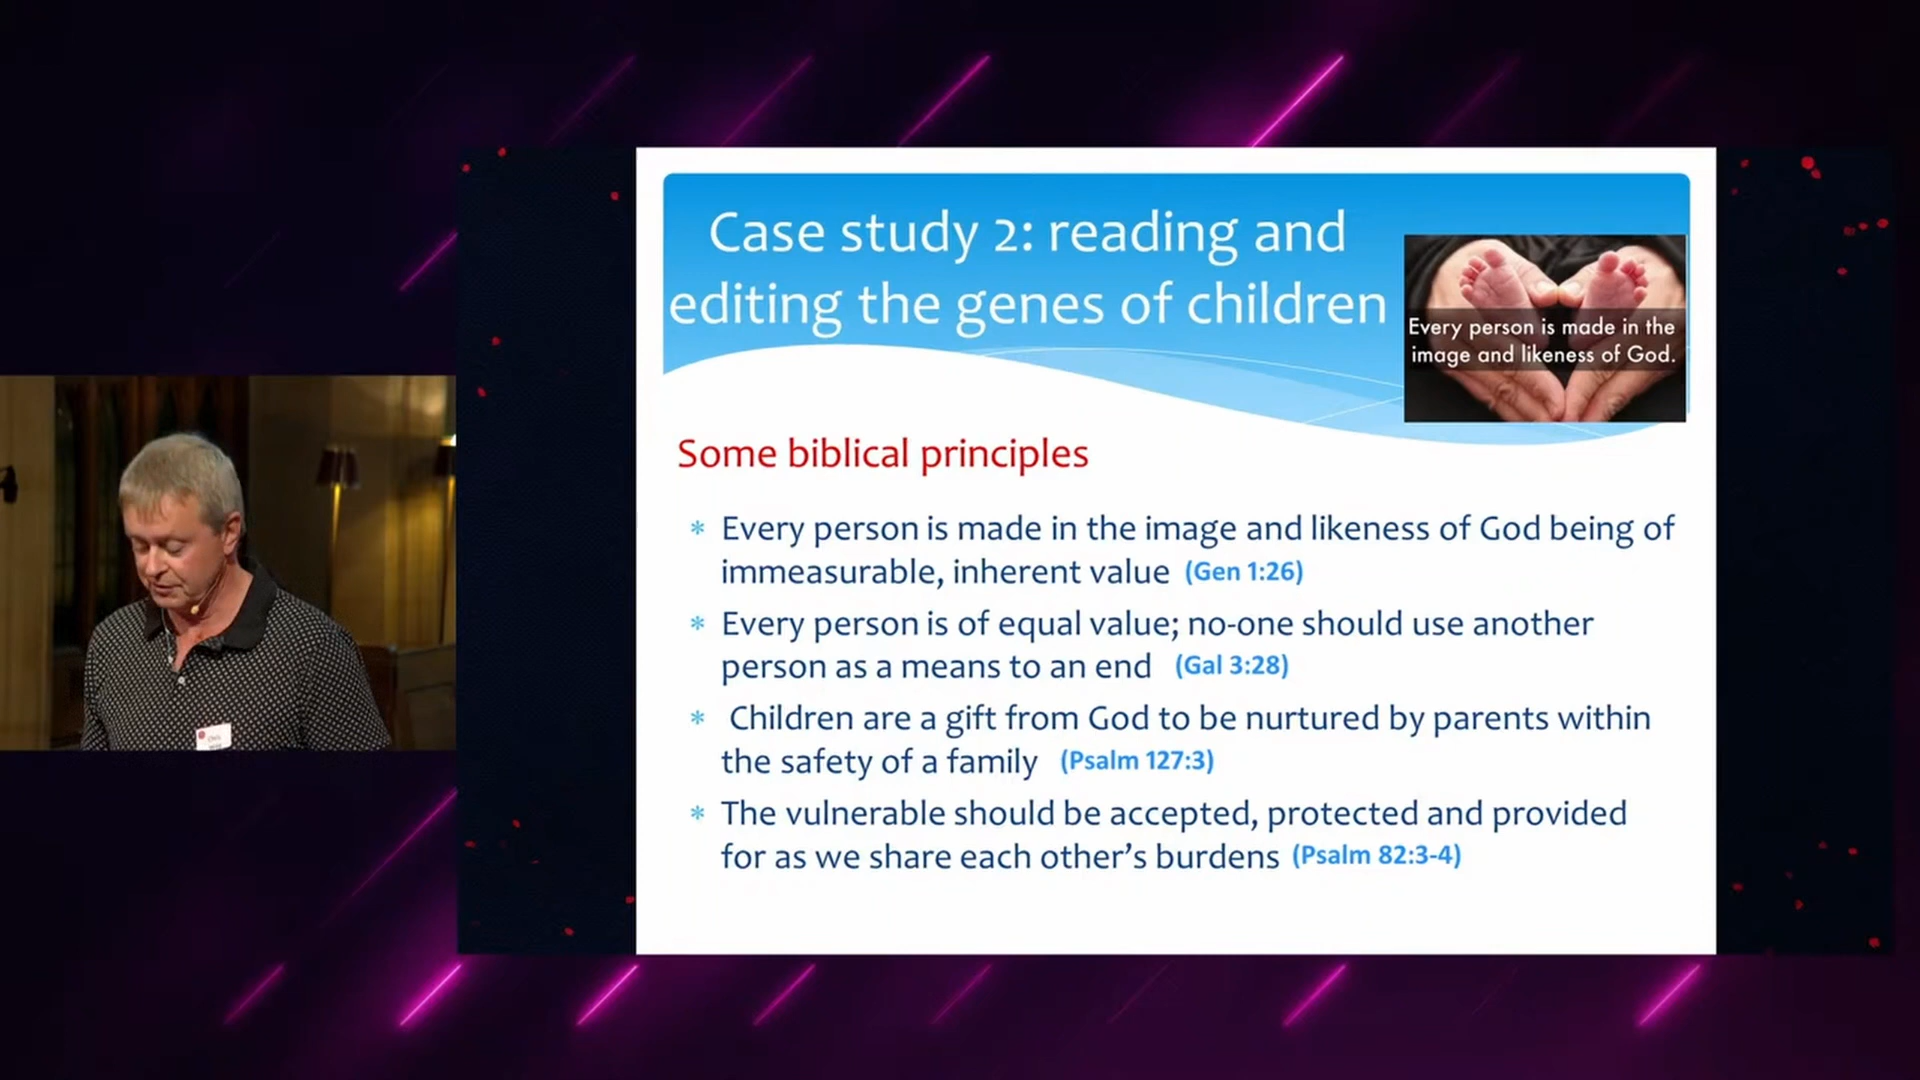 Case study 2: reading and
editing the genes of children
Every person is made in the
image and likeness of God.
Some biblical principles
* Every person is made in the image and likeness of God being of
immeasurable, inherent value (Gen 1:26)
* Every person is of equal value; no-one should use another
person as a means to an end (Gal 3:28)
* Children are a gift from God to be nurtured by parents within
the safety of a family (Psalm 127:3)
* The vulnerable should be accepted, protected and provided
for as we share each other's burdens (Psalm 82:3-4)